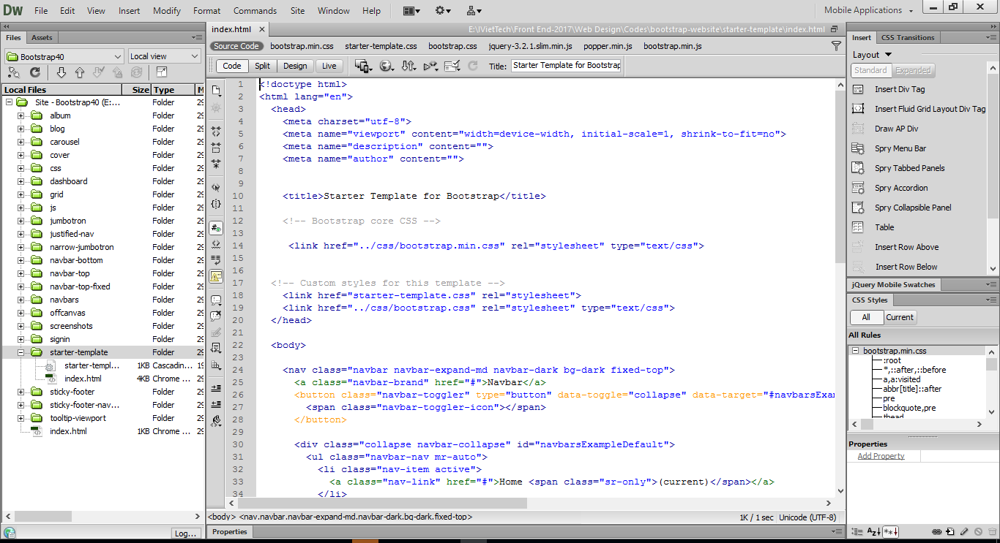 Dw File Edit View Insert Modify Format Commands Site Window Help Mobile Applications
Files Assets
Bootstrap40 Local view
Local Files Size Type M
Site - Bootstrap40 (E:... Folder 29
album Folder 29
blog Folder 29
carousel Folder 29
cover Folder 29
css Folder 29
dashboard Folder 29
grid Folder 29
js Folder 29
jumbotron Folder 29
justified-nav Folder 29
narrow-jumbotron Folder 29
navbar-bottom Folder 29
navbar-top Folder 29
navbar-top-fixed Folder 29
navbars Folder 29
offcanvas Folder 29
screenshots Folder 29
signin Folder 29
starter-template Folder 29
starter-templ... 1KB Cascadin... 19
index.html 4KB Chrome ... 29
sticky-footer Folder 29
sticky-footer-nav... Folder 29
tooltip-viewport Folder 29
index.html 1KB Chrome ... 29
Log...
index.html E:\IVietTech\Front End-2017\Web Design\Codes\bootstrap-website\starter-template\index.html
Source Code bootstrap.min.css starter-template.css bootstrap.css jquery-3.2.1.slim.min.js popper.min.js bootstrap.min.js
Code Split Design Live Title: Starter Template for Bootstrap
1 <!doctype html>
2 <html lang="en">
3 <head>
4 <meta charset="utf-8">
5 <meta name="viewport" content="width=device-width, initial-scale=1, shrink-to-fit=no">
6 <meta name="description" content="">
7 <meta name="author" content="">
8
9
10 <title>Starter Template for Bootstrap</title>
11
12 <!-- Bootstrap core CSS -->
13
14 <link href="../css/bootstrap.min.css" rel="stylesheet" type="text/css">
15
16
17 <!-- Custom styles for this template -->
18 <link href="starter-template.css" rel="stylesheet">
19 <link href="../css/bootstrap.css" rel="stylesheet" type="text/css">
20 </head>
21
22 <body>
23
24 <nav class="navbar navbar-expand-md navbar-dark bg-dark fixed-top">
25 <a class="navbar-brand" href="#">Navbar</a>
26 <button class="navbar-toggler" type="button" data-toggle="collapse" data-target="#navbarsExa
27 <span class="navbar-toggler-icon"></span>
28 </button>
29
30 <div class="collapse navbar-collapse" id="navbarsExampleDefault">
31 <ul class="navbar-nav mr-auto">
32 <li class="nav-item active">
33 <a class="nav-link" href="#">Home <span class="sr-only">(current)</span></a>
34 </li>
<body> <nav.navbar.navbar-expand-md.navbar-dark.bg-dark.fixed-top> 1K / 1 sec Unicode (UTF-8)
Properties
Insert CSS Transitions
Layout
Standard Expanded
Insert Div Tag
Insert Fluid Grid Layout Div Tag
Draw AP Div
Spry Menu Bar
Spry Tabbed Panels
Spry Accordion
Spry Collapsible Panel
Table
Insert Row Above
Insert Row Below
jQuery Mobile Swatches
CSS Styles
All Current
All Rules
bootstrap.min.css
:root
*,::after,::before
a,a:visited
abbr[title]::after
pre
blockquote,pre
thead
Properties
Add Property